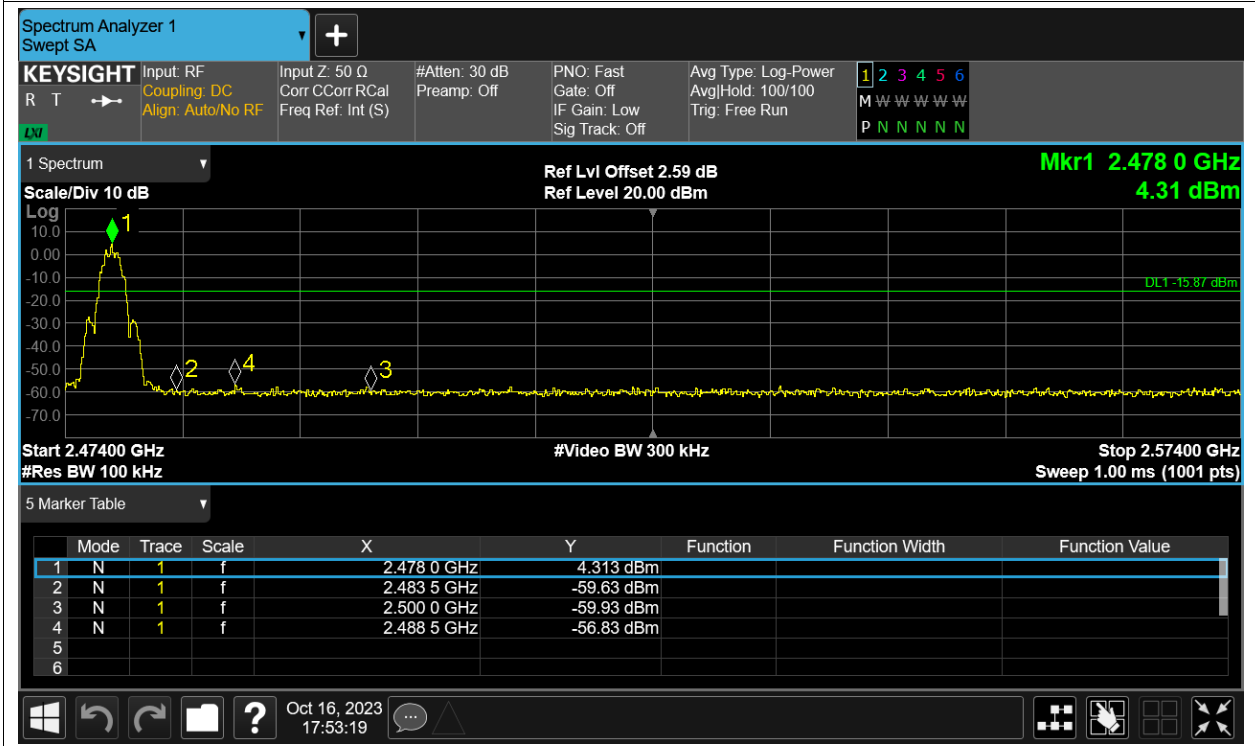 Spectrum Analyzer 1
Swept SA
+
KEYSIGHT Input: RF Input Z: 50 Ω #Atten: 30 dB PNO: Fast Avg Type: Log-Power 1 2 3 4 5 6
R T Coupling: DC Corr CCorr RCal Preamp: Off Gate: Off Avg|Hold: 100/100 M W W W W W
Align: Auto/No RF Freq Ref: Int (S) IF Gain: Low Trig: Free Run
LXI Sig Track: Off P N N N N N
1 Spectrum
Ref Lvl Offset 2.59 dB Mkr1 2.478 0 GHz
Scale/Div 10 dB Ref Level 20.00 dBm 4.31 dBm
Log
1
10.0
0.00
-10.0
DL1 -15.87 dBm
-20.0
-30.0
-40.0
2 4 3
-50.0
-60.0
-70.0
Start 2.47400 GHz #Video BW 300 kHz Stop 2.57400 GHz
#Res BW 100 kHz Sweep 1.00 ms (1001 pts)
5 Marker Table
Mode Trace Scale X Y Function Function Width Function Value
1 N 1 f 2.478 0 GHz 4.313 dBm
2 N 1 f 2.483 5 GHz -59.63 dBm
3 N 1 f 2.500 0 GHz -59.93 dBm
4 N 1 f 2.488 5 GHz -56.83 dBm
5
6
? Oct 16, 2023
17:53:19